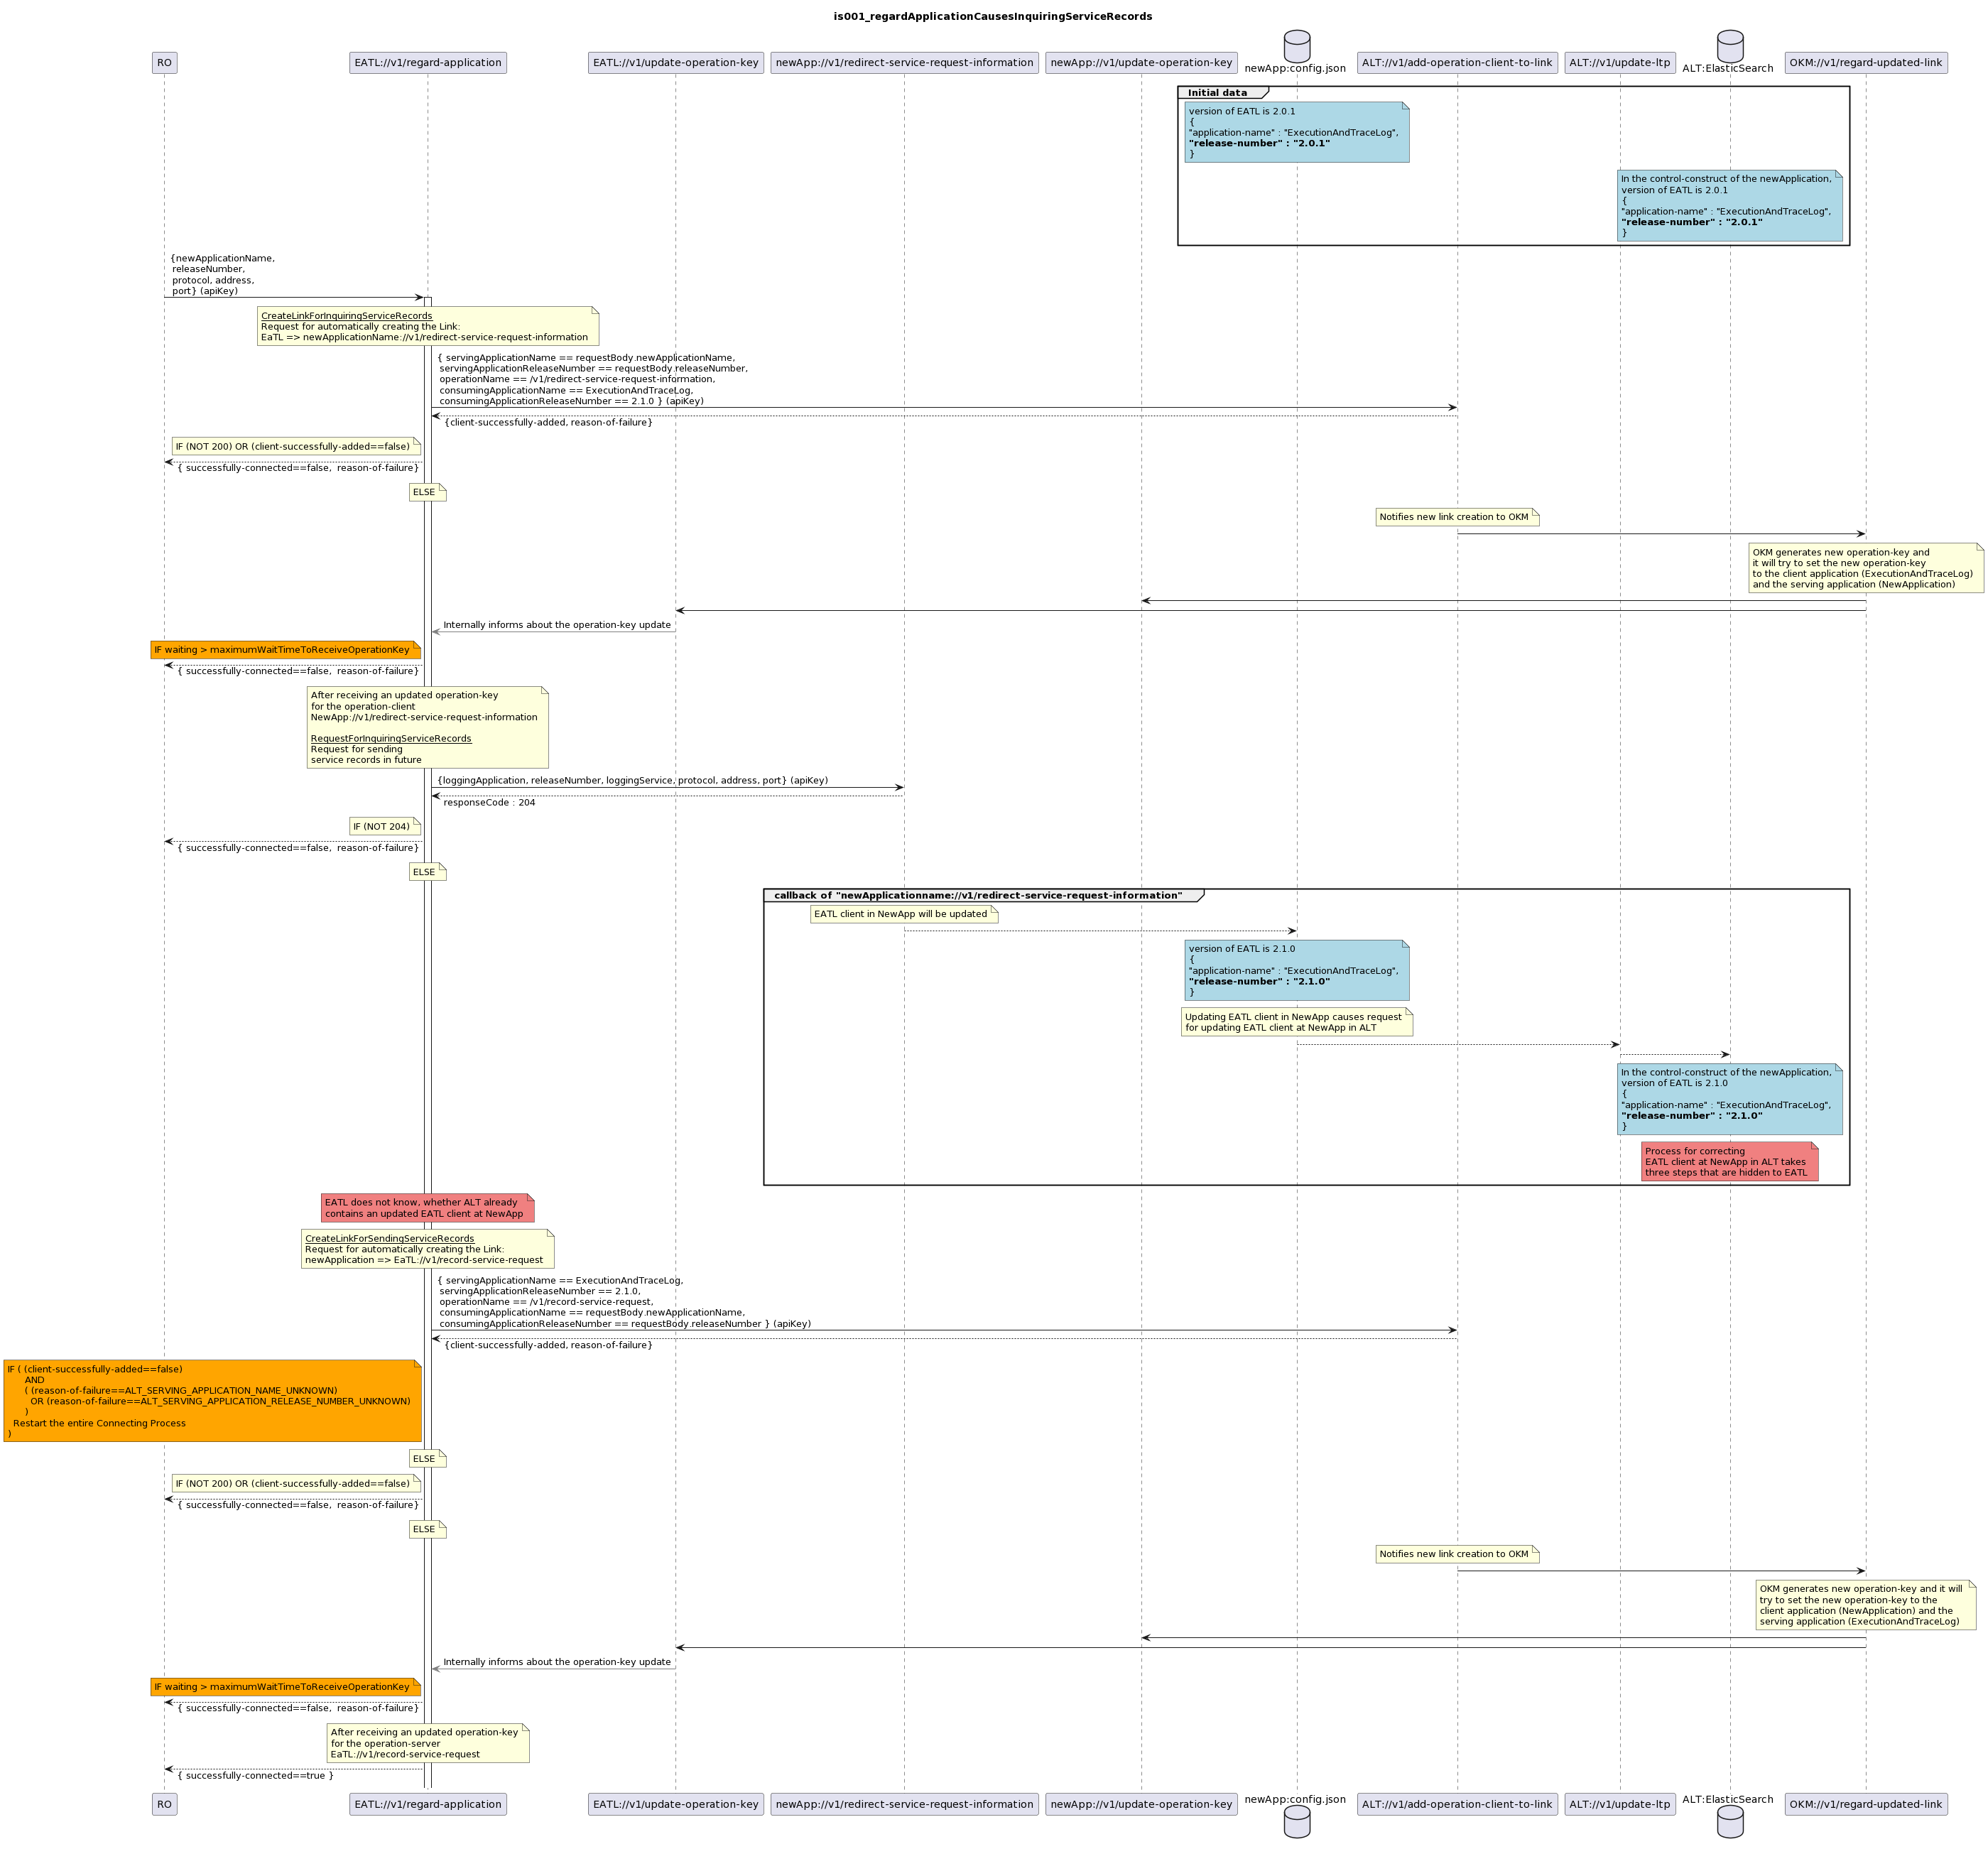 is001_regardApplicationCausesInquiringServiceRecords
RO
EATL://v1/regard-application
EATL://v1/update-operation-key
newApp://v1/redirect-service-request-information
newApp://v1/update-operation-key
newApp:config.json
ALT://v1/add-operation-client-to-link
ALT://v1/update-ltp
ALT:ElasticSearch
OKM://v1/regard-updated-link
Initial data
version of EATL is 2.0.1
{
"application-name" : "ExecutionAndTraceLog",
"release-number" : "2.0.1"
}
In the control-construct of the newApplication,
version of EATL is 2.0.1
{
"application-name" : "ExecutionAndTraceLog",
"release-number" : "2.0.1"
}
{newApplicationName,
releaseNumber,
protocol, address,
port} (apiKey)
CreateLinkForInquiringServiceRecords
Request for automatically creating the Link:
EaTL => newApplicationName://v1/redirect-service-request-information
{ servingApplicationName == requestBody.newApplicationName,
servingApplicationReleaseNumber == requestBody.releaseNumber,
operationName == /v1/redirect-service-request-information,
consumingApplicationName == ExecutionAndTraceLog,
consumingApplicationReleaseNumber == 2.1.0 } (apiKey)
{client-successfully-added, reason-of-failure}
IF (NOT 200) OR (client-successfully-added==false)
{ successfully-connected==false,  reason-of-failure}
ELSE
Notifies new link creation to OKM
OKM generates new operation-key and
it will try to set the new operation-key
to the client application (ExecutionAndTraceLog)
and the serving application (NewApplication)
Internally informs about the operation-key update
IF waiting > maximumWaitTimeToReceiveOperationKey
{ successfully-connected==false,  reason-of-failure}
After receiving an updated operation-key
for the operation-client
NewApp://v1/redirect-service-request-information
RequestForInquiringServiceRecords
Request for sending
service records in future
{loggingApplication, releaseNumber, loggingService, protocol, address, port} (apiKey)
responseCode : 204
IF (NOT 204)
{ successfully-connected==false,  reason-of-failure}
ELSE
callback of "newApplicationname://v1/redirect-service-request-information"
EATL client in NewApp will be updated
version of EATL is 2.1.0
{
"application-name" : "ExecutionAndTraceLog",
"release-number" : "2.1.0"
}
Updating EATL client in NewApp causes request
for updating EATL client at NewApp in ALT
In the control-construct of the newApplication,
version of EATL is 2.1.0
{
"application-name" : "ExecutionAndTraceLog",
"release-number" : "2.1.0"
}
Process for correcting
EATL client at NewApp in ALT takes
three steps that are hidden to EATL
EATL does not know, whether ALT already
contains an updated EATL client at NewApp
CreateLinkForSendingServiceRecords
Request for automatically creating the Link:
newApplication => EaTL://v1/record-service-request
{ servingApplicationName == ExecutionAndTraceLog,
servingApplicationReleaseNumber == 2.1.0,
operationName == /v1/record-service-request,
consumingApplicationName == requestBody.newApplicationName,
consumingApplicationReleaseNumber == requestBody.releaseNumber } (apiKey)
{client-successfully-added, reason-of-failure}
IF ( (client-successfully-added==false)
AND
( (reason-of-failure==ALT_SERVING_APPLICATION_NAME_UNKNOWN)
OR (reason-of-failure==ALT_SERVING_APPLICATION_RELEASE_NUMBER_UNKNOWN)
)
Restart the entire Connecting Process
)
ELSE
IF (NOT 200) OR (client-successfully-added==false)
{ successfully-connected==false,  reason-of-failure}
ELSE
Notifies new link creation to OKM
OKM generates new operation-key and it will
try to set the new operation-key to the
client application (NewApplication) and the
serving application (ExecutionAndTraceLog)
Internally informs about the operation-key update
IF waiting > maximumWaitTimeToReceiveOperationKey
{ successfully-connected==false,  reason-of-failure}
After receiving an updated operation-key
for the operation-server
EaTL://v1/record-service-request
{ successfully-connected==true }
RO
EATL://v1/regard-application
EATL://v1/update-operation-key
newApp://v1/redirect-service-request-information
newApp://v1/update-operation-key
newApp:config.json
ALT://v1/add-operation-client-to-link
ALT://v1/update-ltp
ALT:ElasticSearch
OKM://v1/regard-updated-link